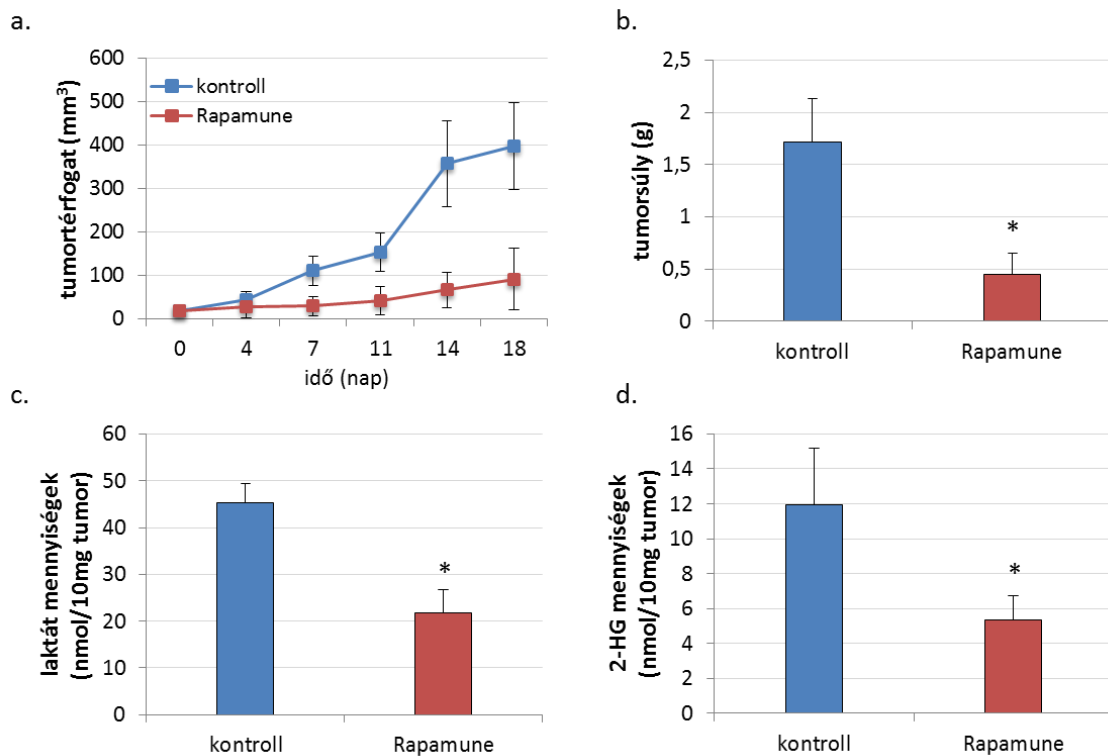 a.
600
500
400
300
200
100
0
tumortérfogat (mm³)
kontroll
Rapamune
0 4 7 11 14 18
idő (nap)
b.
2,5
2
1,5
1
0,5
0
tumorsúly (g)
*
kontroll Rapamune
c.
60
50
40
30
20
10
0
laktát mennyiségek
(nmol/10mg tumor)
*
kontroll Rapamune
d.
16
14
12
10
8
6
4
2
0
2-HG mennyiségek
(nmol/10mg tumor)
*
kontroll Rapamune